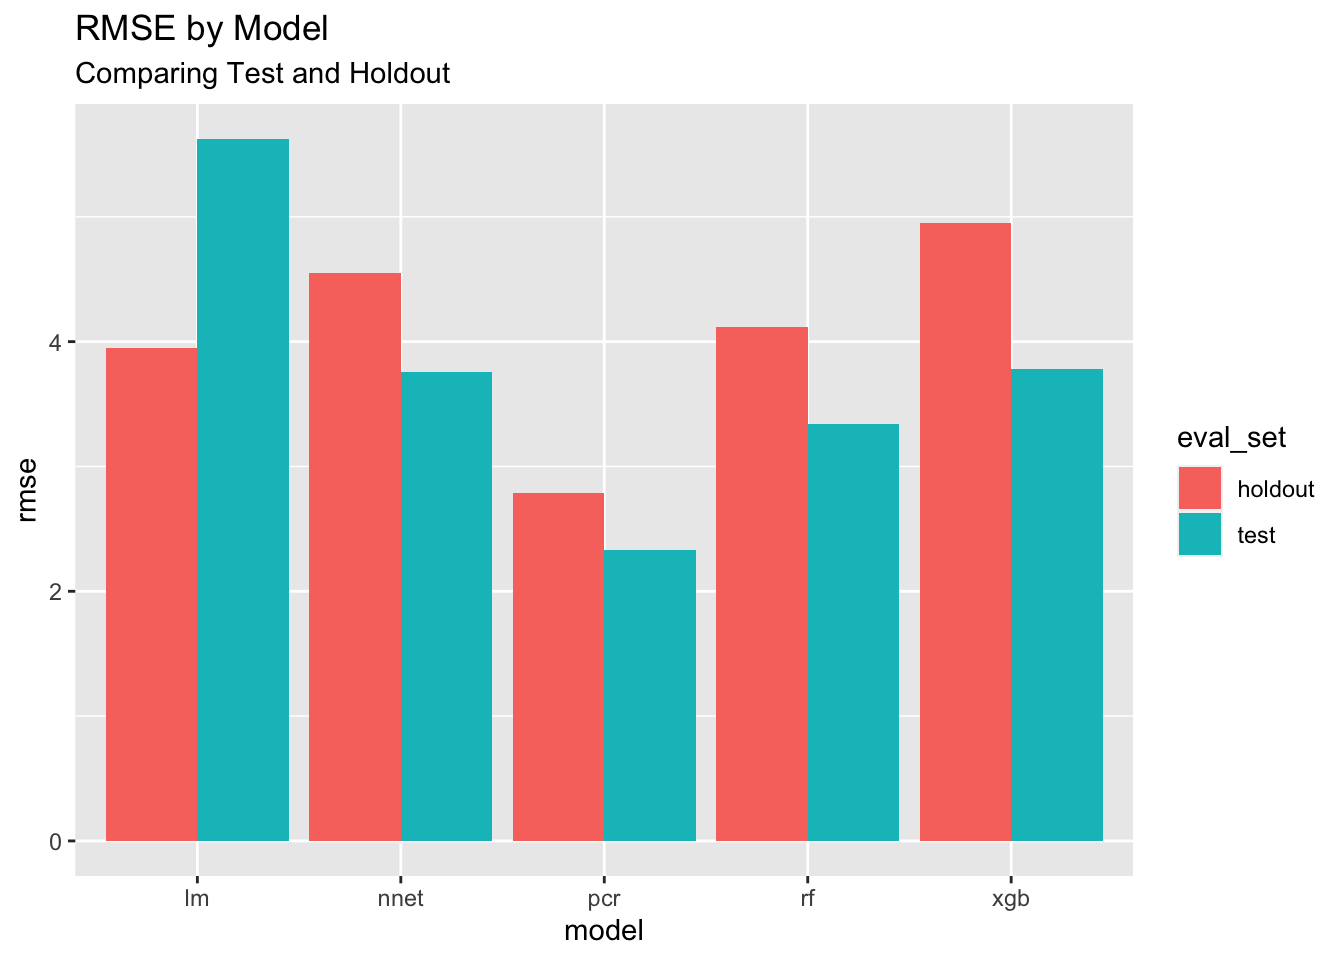 RMSE by Model
Comparing Test and Holdout
4
2
0
rmse
lm nnet pcr rf xgb
model
eval_set
holdout
test